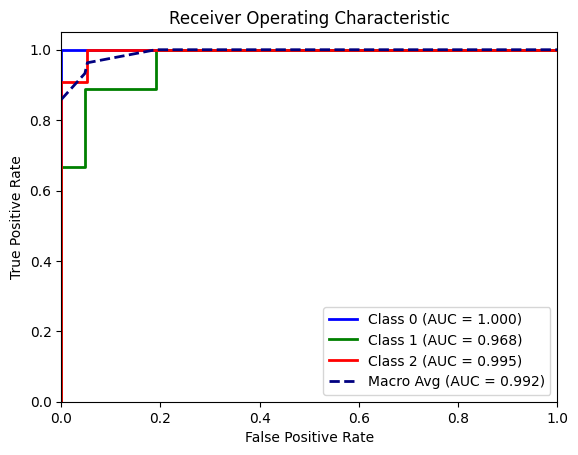 Receiver Operating Characteristic
True Positive Rate
1.0
0.8
0.6
0.4
0.2
0.0
0.0 0.2 0.4 0.6 0.8 1.0
False Positive Rate
Class 0 (AUC = 1.000)
Class 1 (AUC = 0.968)
Class 2 (AUC = 0.995)
Macro Avg (AUC = 0.992)